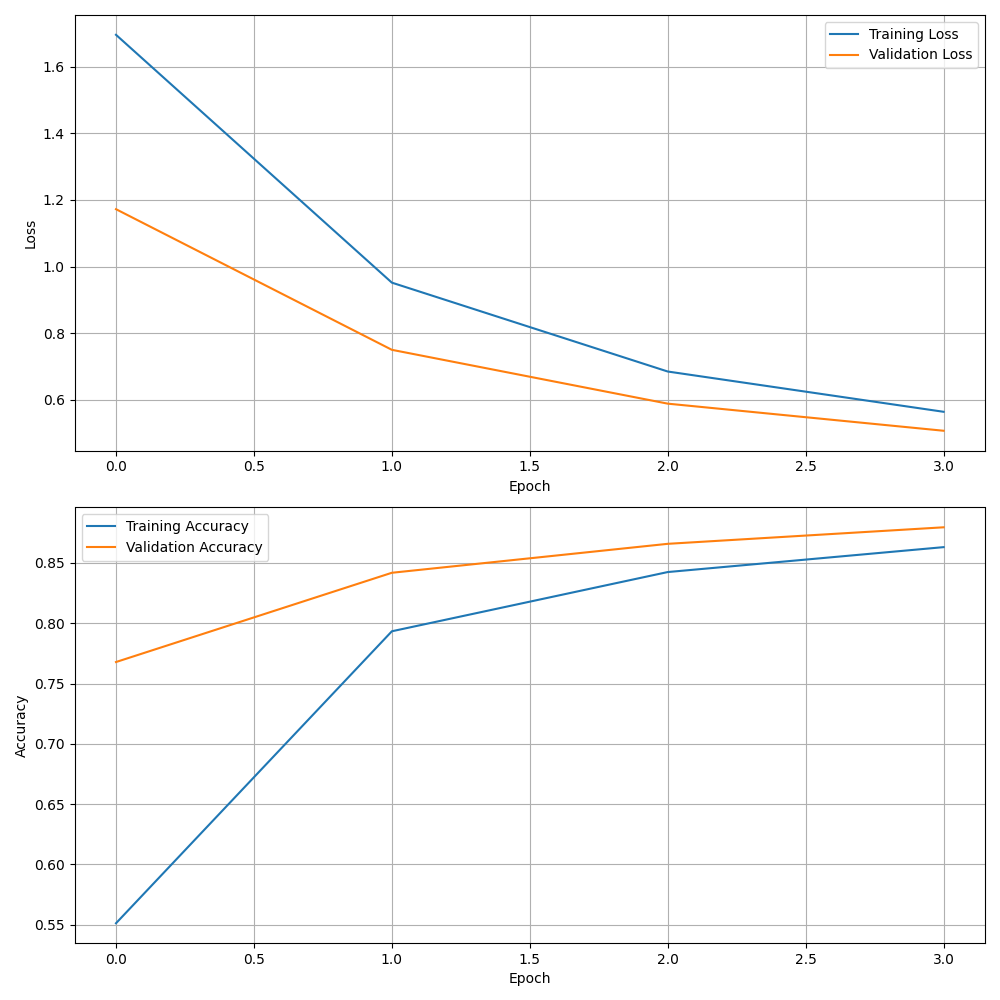 Training Loss
Validation Loss
1.6
1.4
1.2
1.0
0.8
0.6
Loss
0.0 0.5 1.0 1.5 2.0 2.5 3.0
Epoch
Training Accuracy
Validation Accuracy
0.85
0.80
0.75
0.70
0.65
0.60
0.55
Accuracy
0.0 0.5 1.0 1.5 2.0 2.5 3.0
Epoch